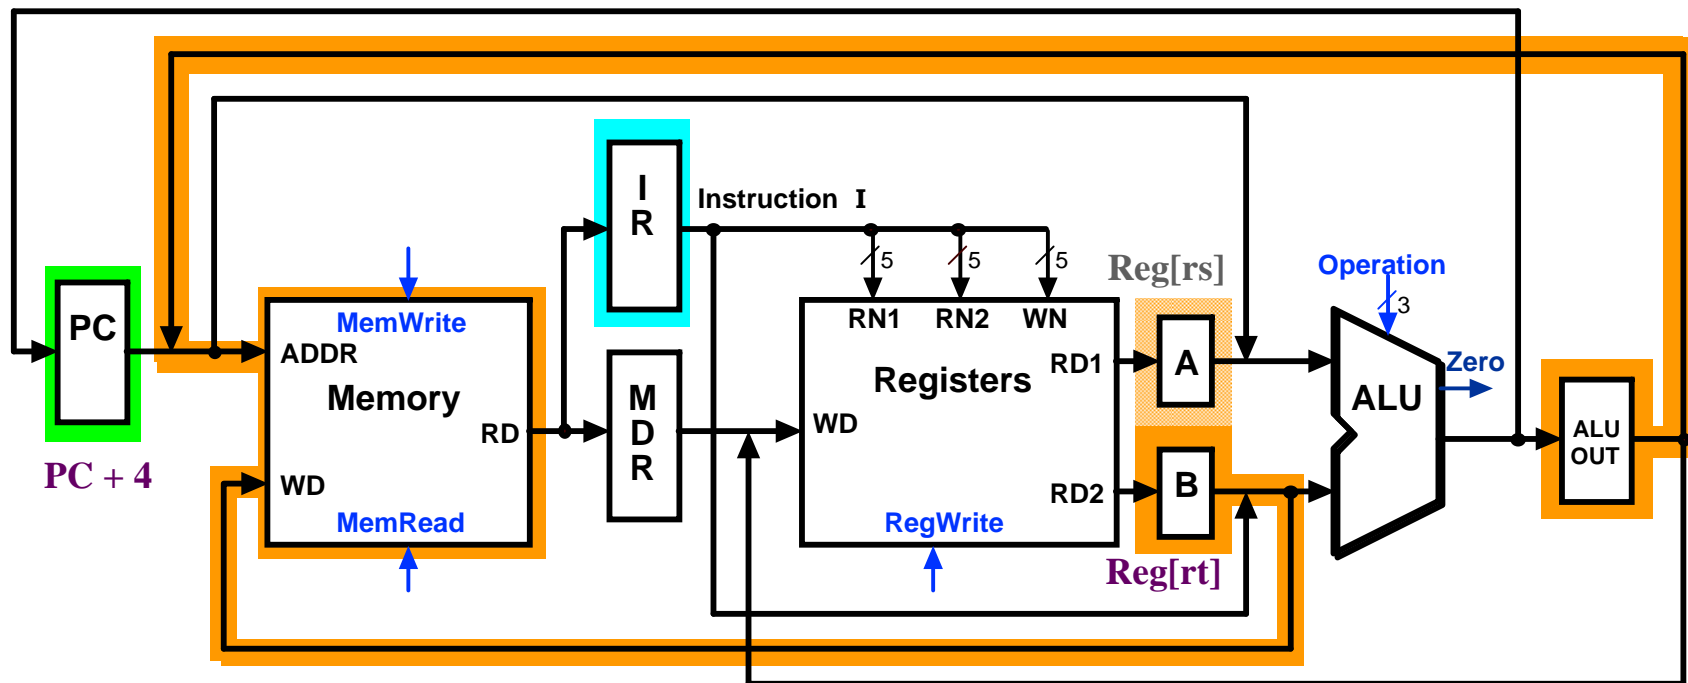 I
R
Instruction I
5
5
5
Reg[rs]
Operation
3
PC
MemWrite
RN1
RN2
WN
ADDR
RD1
A
Zero
Memory
M
D
R
Registers
ALU
RD
WD
ALU
OUT
PC + 4
WD
RD2
B
MemRead
RegWrite
Reg[rt]